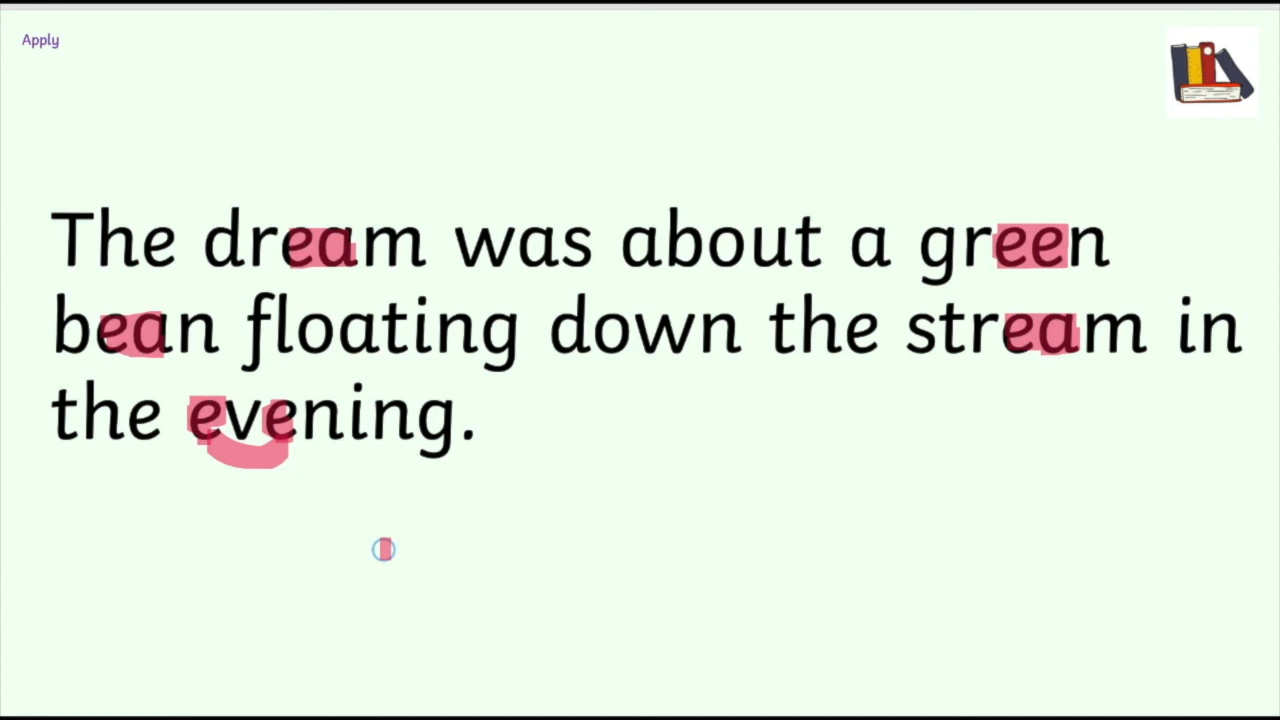 Apply
The dream was about a green
bean floating down the stream in
the evening.